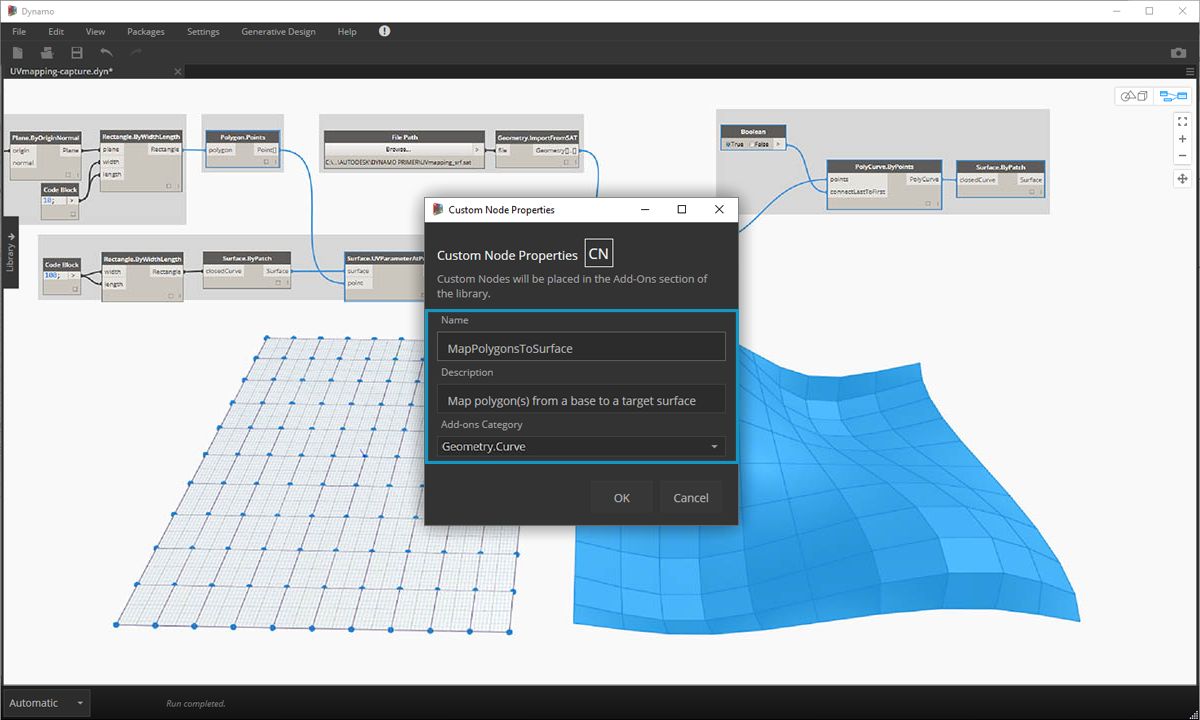 Dynamo
File Edit View Packages Settings Generative Design Help
UVmapping-capture.dyn*
Plane.ByOriginNormal
origin Plane
normal
Code Block
10; >
Rectangle.ByWidthLength
plane Rectangle
width
length
Polygon.Points
polygon Point[]
File Path
Browse... >
C:\...\AUTODESK\DYNAMO PRIMER\UVmapping_srf.sat
Geometry.ImportFromSAT
file Geometry[]..[]
Boolean
True False >
PolyCurve.ByPoints
points PolyCurve
connectLastToFirst
Surface.ByPatch
closedCurve Surface
Library
Code Block
100; >
Rectangle.ByWidthLength
width Rectangle
length
Surface.ByPatch
closedCurve Surface
Surface.UVParameterAtP
surface
point
Custom Node Properties
Custom Node Properties CN
Custom Nodes will be placed in the Add-Ons section of
the library.
Name
MapPolygonsToSurface
Description
Map polygon(s) from a base to a target surface
Add-ons Category
Geometry.Curve
OK Cancel
Automatic
Run completed.